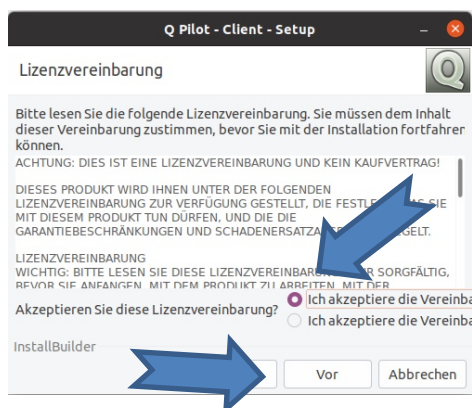 Q Pilot - Client - Setup
Lizenzvereinbarung
Bitte lesen Sie die folgende Lizenzvereinbarung. Sie müssen dem Inhalt
dieser Vereinbarung zustimmen, bevor Sie mit der Installation fortfahren
können.
ACHTUNG: DIES IST EINE LIZENZVEREINBARUNG UND KEIN KAUFVERTRAG!
DIESES PRODUKT WIRD IHNEN UNTER DER FOLGENDEN
LIZENZVEREINBARUNG ZUR VERFÜGUNG GESTELLT, DIE SIE
MIT DIESEM PRODUKT TUN DÜRFEN, UND DIE DIE
GARANTIEBESCHRÄNKUNGEN UND
LIZENZVEREINBARUNG
WICHTIG: BITTE LESEN SIE DIESE SORGFÄLTIG,
BEVOR SIE ANFANGEN, MIT DEM PRODUKT ZU ARBEITEN. MIT DER
Akzeptieren Sie diese Lizenzvereinbarung?
Ich akzeptiere die Vereinba
Ich akzeptiere die Vereinba
InstallBuilder
Vor
Abbrechen